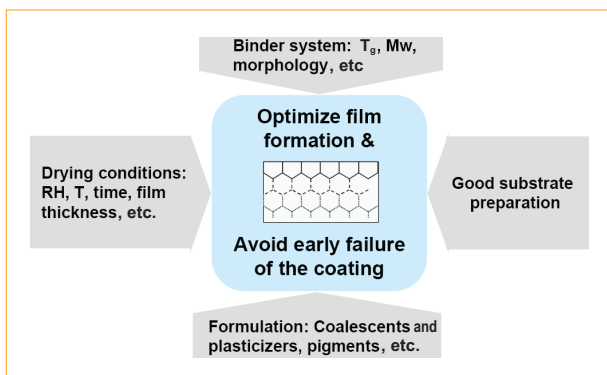 Binder system: Tg, Mw,
morphology, etc
Optimize film
formation &
Drying conditions:
RH, T, time, film
thickness, etc.
Good substrate
preparation
Avoid early failure
of the coating
Formulation: Coalescents and
plasticizers, pigments, etc.